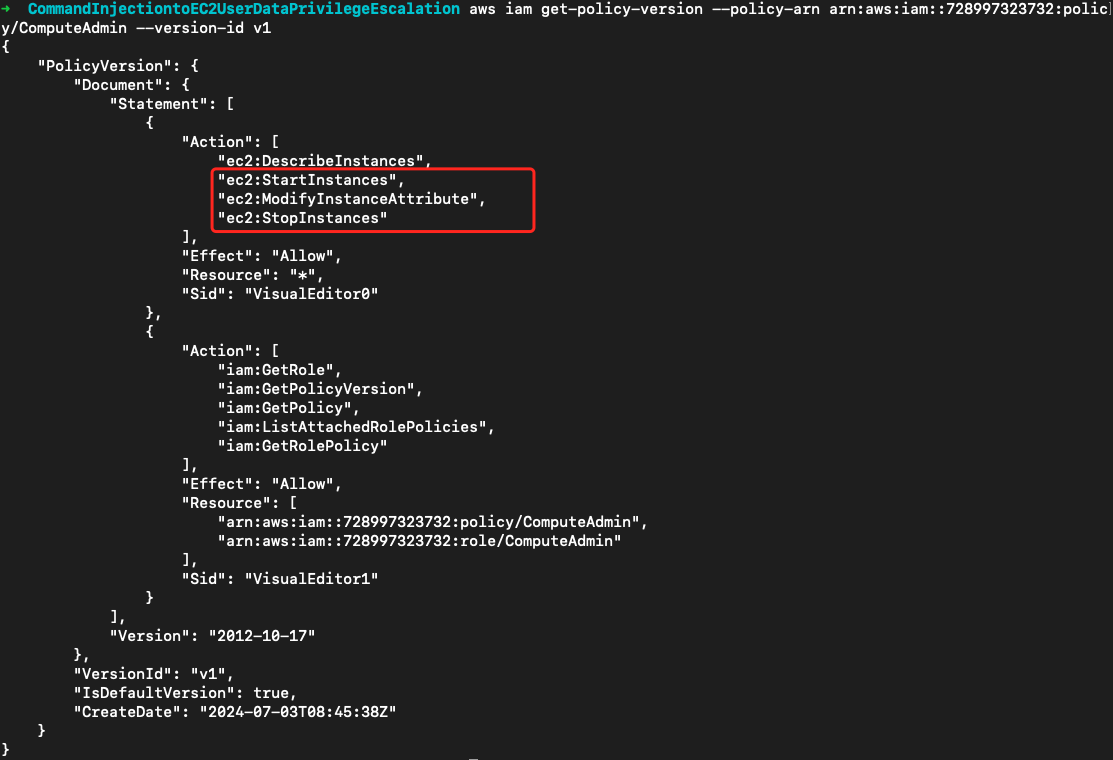 ➜  CommandInjectiontoEC2UserDataPrivilegeEscalation aws iam get-policy-version --policy-arn arn:aws:iam::728997323732:polic
y/ComputeAdmin --version-id v1
{
    "PolicyVersion": {
        "Document": {
            "Statement": [
                {
                    "Action": [
                        "ec2:DescribeInstances",
                        "ec2:StartInstances",
                        "ec2:ModifyInstanceAttribute",
                        "ec2:StopInstances"
                    ],
                    "Effect": "Allow",
                    "Resource": "*",
                    "Sid": "VisualEditor0"
                },
                {
                    "Action": [
                        "iam:GetRole",
                        "iam:GetPolicyVersion",
                        "iam:GetPolicy",
                        "iam:ListAttachedRolePolicies",
                        "iam:GetRolePolicy"
                    ],
                    "Effect": "Allow",
                    "Resource": [
                        "arn:aws:iam::728997323732:policy/ComputeAdmin",
                        "arn:aws:iam::728997323732:role/ComputeAdmin"
                    ],
                    "Sid": "VisualEditor1"
                }
            ],
            "Version": "2012-10-17"
        },
        "VersionId": "v1",
        "IsDefaultVersion": true,
        "CreateDate": "2024-07-03T08:45:38Z"
    }
}